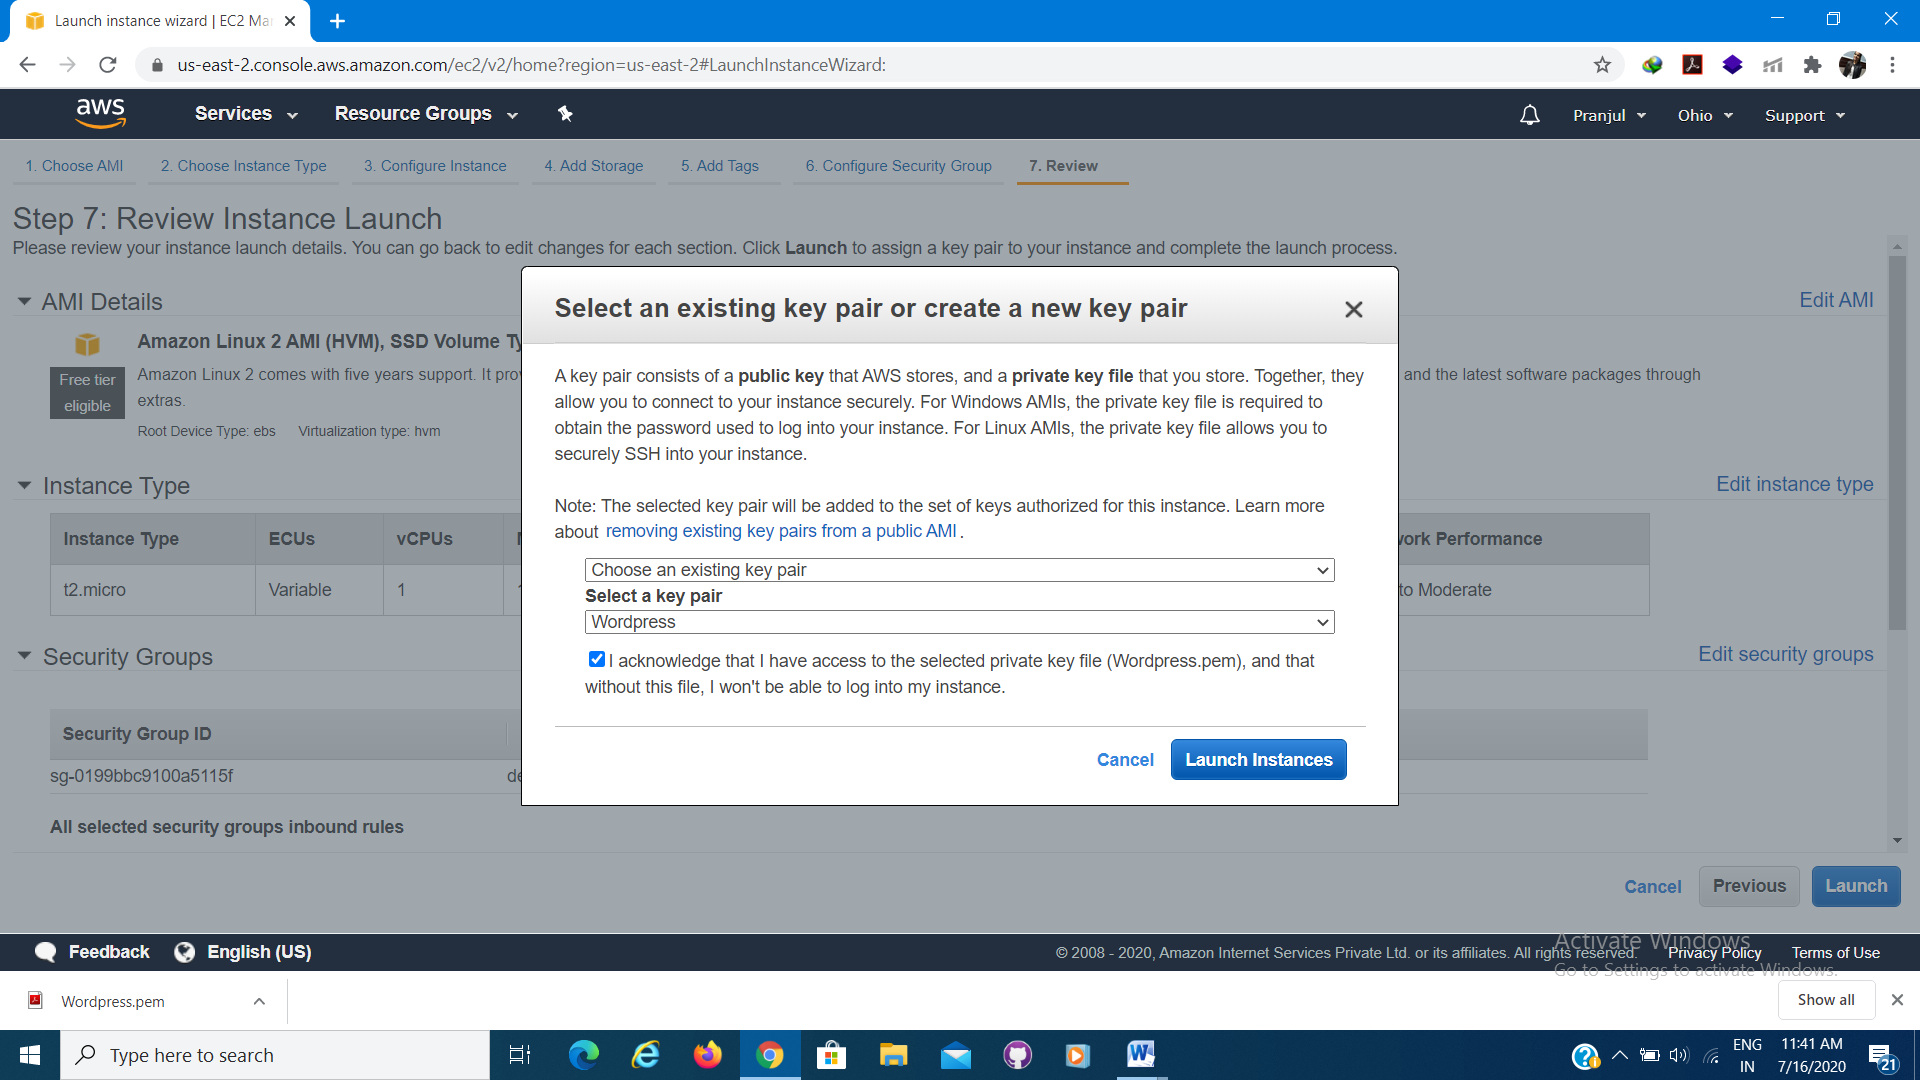 Launch instance wizard | EC2 Mar
us-east-2.console.aws.amazon.com/ec2/v2/home?region=us-east-2#LaunchInstanceWizard:
aws
Services
Resource Groups
Pranjul
Ohio
Support
1. Choose AMI
2. Choose Instance Type
3. Configure Instance
4. Add Storage
5. Add Tags
6. Configure Security Group
7. Review
Step 7: Review Instance Launch
Please review your instance launch details. You can go back to edit changes for each section. Click Launch to assign a key pair to your instance and complete the launch process.
AMI Details
Edit AMI
Amazon Linux 2 AMI (HVM), SSD Volume Ty
Free tier
eligible
Amazon Linux 2 comes with five years support. It pro
and the latest software packages through
extras.
Root Device Type: ebs Virtualization type: hvm
Instance Type
Edit instance type
Instance Type
ECUs
vCPUs
ork Performance
t2.micro
Variable
1
to Moderate
Security Groups
Edit security groups
Security Group ID
sg-0199bbc9100a5115f
de
All selected security groups inbound rules
Select an existing key pair or create a new key pair
A key pair consists of a public key that AWS stores, and a private key file that you store. Together, they
allow you to connect to your instance securely. For Windows AMIs, the private key file is required to
obtain the password used to log into your instance. For Linux AMIs, the private key file allows you to
securely SSH into your instance.
Note: The selected key pair will be added to the set of keys authorized for this instance. Learn more
about removing existing key pairs from a public AMI.
Choose an existing key pair
Select a key pair
Wordpress
I acknowledge that I have access to the selected private key file (Wordpress.pem), and that
without this file, I won't be able to log into my instance.
Cancel
Launch Instances
Cancel
Previous
Launch
Feedback
English (US)
© 2008 - 2020, Amazon Internet Services Private Ltd. or its affiliates. All rights reserved.
Privacy Policy
Terms of Use
Activate Windows
Go to Settings to activate Windows.
Wordpress.pem
Show all
Type here to search
ENG
IN
11:41 AM
7/16/2020
21